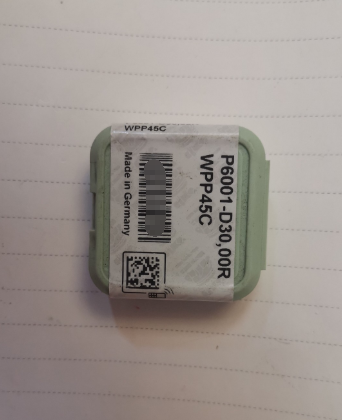 WPP45C
P6001-D30,00R
WPP45C
Made in Germany